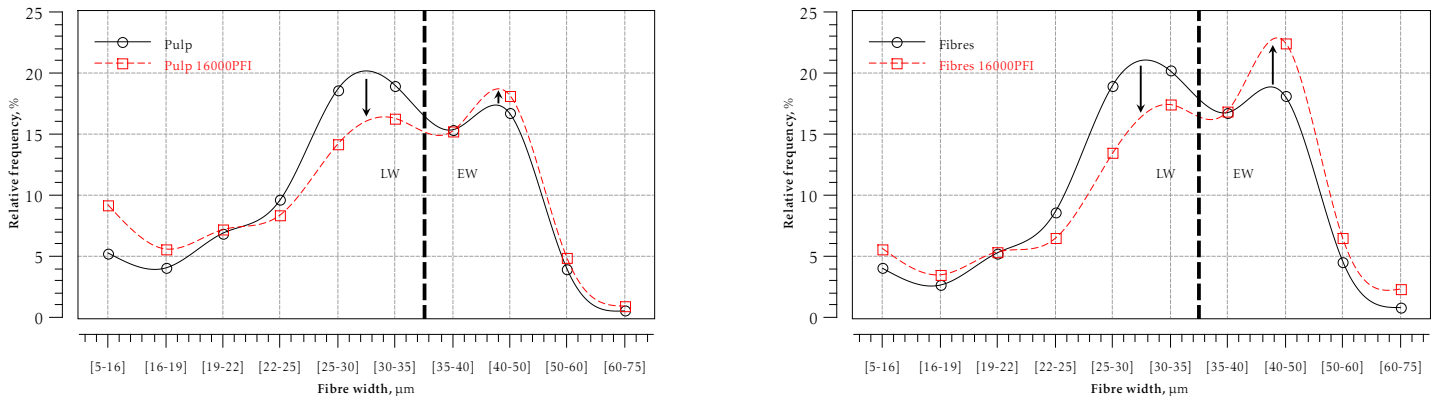 25
20
15
10
5
0
Relative frequency, %
Pulp
Pulp 16000PFI
LW
EW
[5-16] [16-19] [19-22] [22-25] [25-30] [30-35] [35-40] [40-50] [50-60] [60-75]
Fibre width, µm
25
20
15
10
5
0
Relative frequency, %
Fibres
Fibres 16000PFI
LW
EW
[5-16] [16-19] [19-22] [22-25] [25-30] [30-35] [35-40] [40-50] [50-60] [60-75]
Fibre width, µm